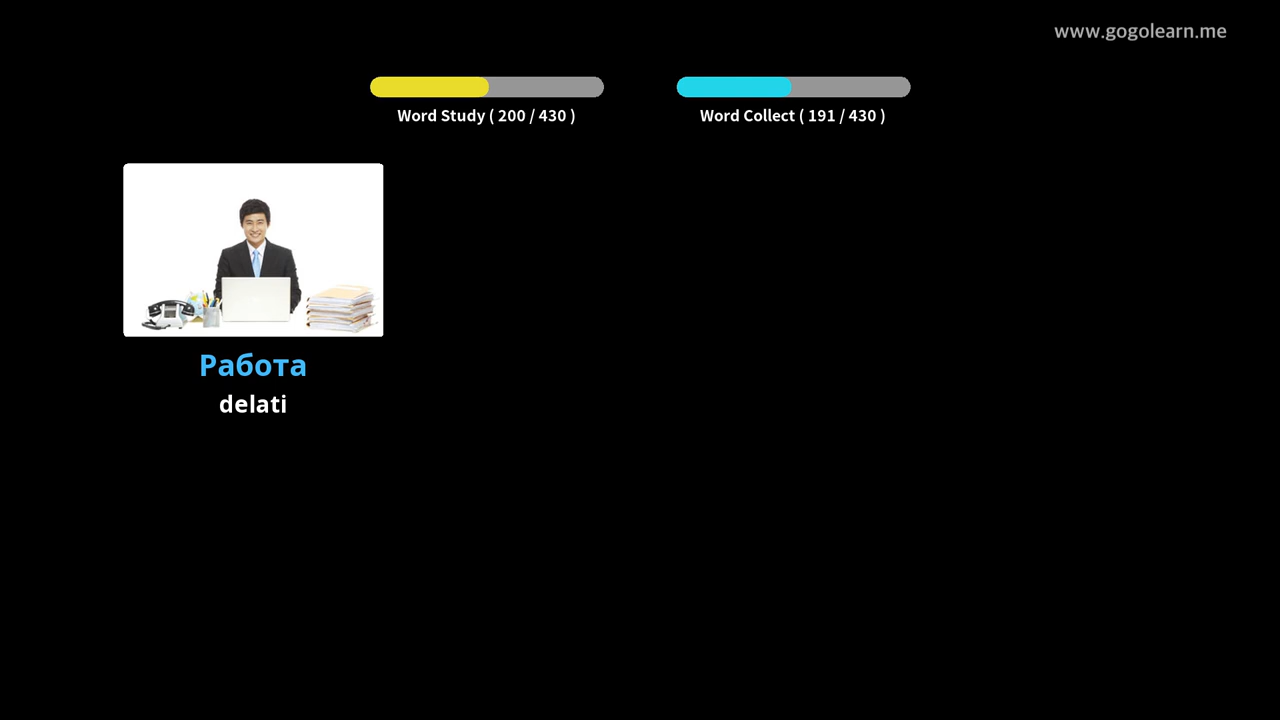 www.gogolearn.me
Word Study ( 200 / 430 )
Word Collect ( 191 / 430 )
Работа
delati